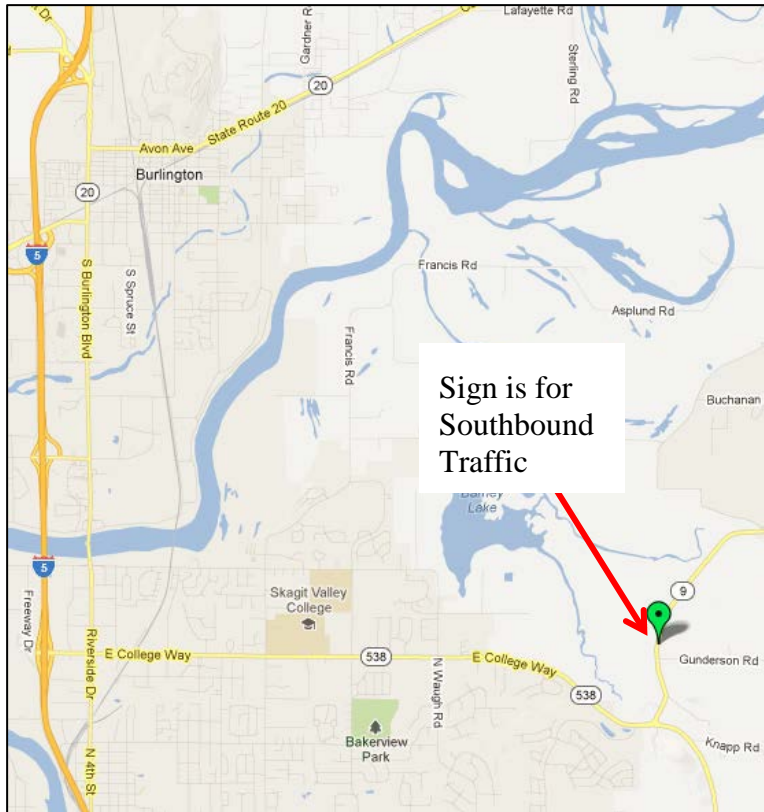 Dr
Lafayette Rd
Gardner Rd
Sterling Rd
20
State Route 20
Avon Ave
Burlington
20
5
S Spruce St
S Burlington Blvd
Francis Rd
Asplund Rd
Francis Rd
Sign is for
Southbound
Traffic
Buchanan
Lake
5
Skagit Valley
College
9
Freeway Dr
Riverside Dr
E College Way
538
N Waugh Rd
E College Way
538
Gunderson Rd
Knapp Rd
Bakerview
Park
N 4th St